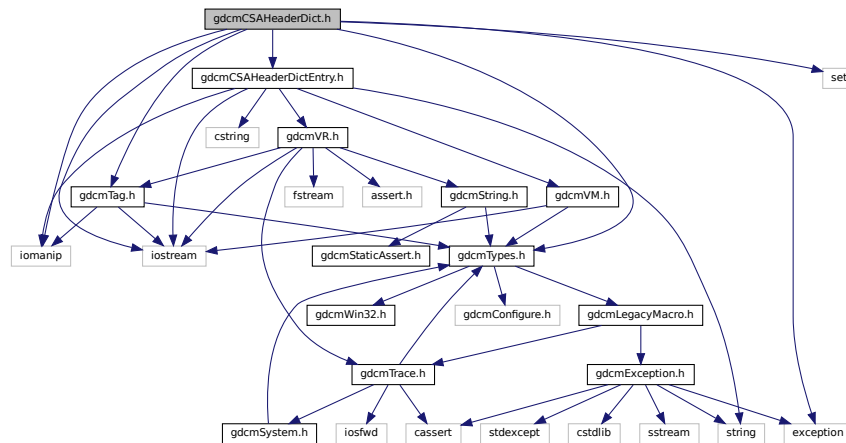 gdcmCSAHeaderDict.h
gdcmCSAHeaderDictEntry.h
set
cstring
gdcmVR.h
gdcmTag.h
fstream
assert.h
gdcmString.h
gdcmVM.h
iomanip
iostream
gdcmStaticAssert.h
gdcmTypes.h
gdcmWin32.h
gdcmConfigure.h
gdcmLegacyMacro.h
gdcmTrace.h
gdcmException.h
gdcmSystem.h
iosfwd
cassert
stdexcept
cstdlib
sstream
string
exception